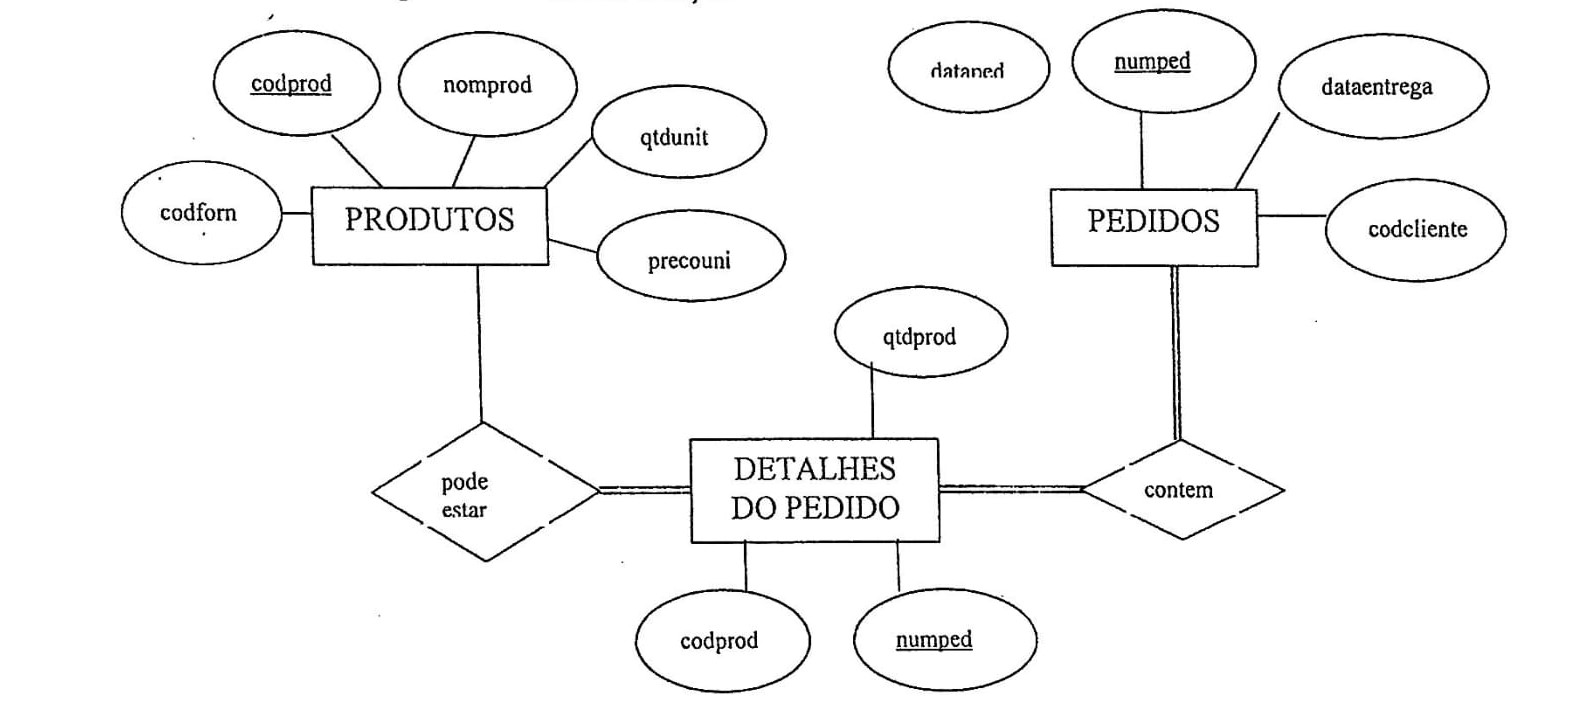 codprod
nomprod
qtdunit
codforn
PRODUTOS
precouni
dataped
numped
dataentrega
PEDIDOS
codcliente
qtdprod
pode
estar
DETALHES
DO PEDIDO
contem
codprod
numped